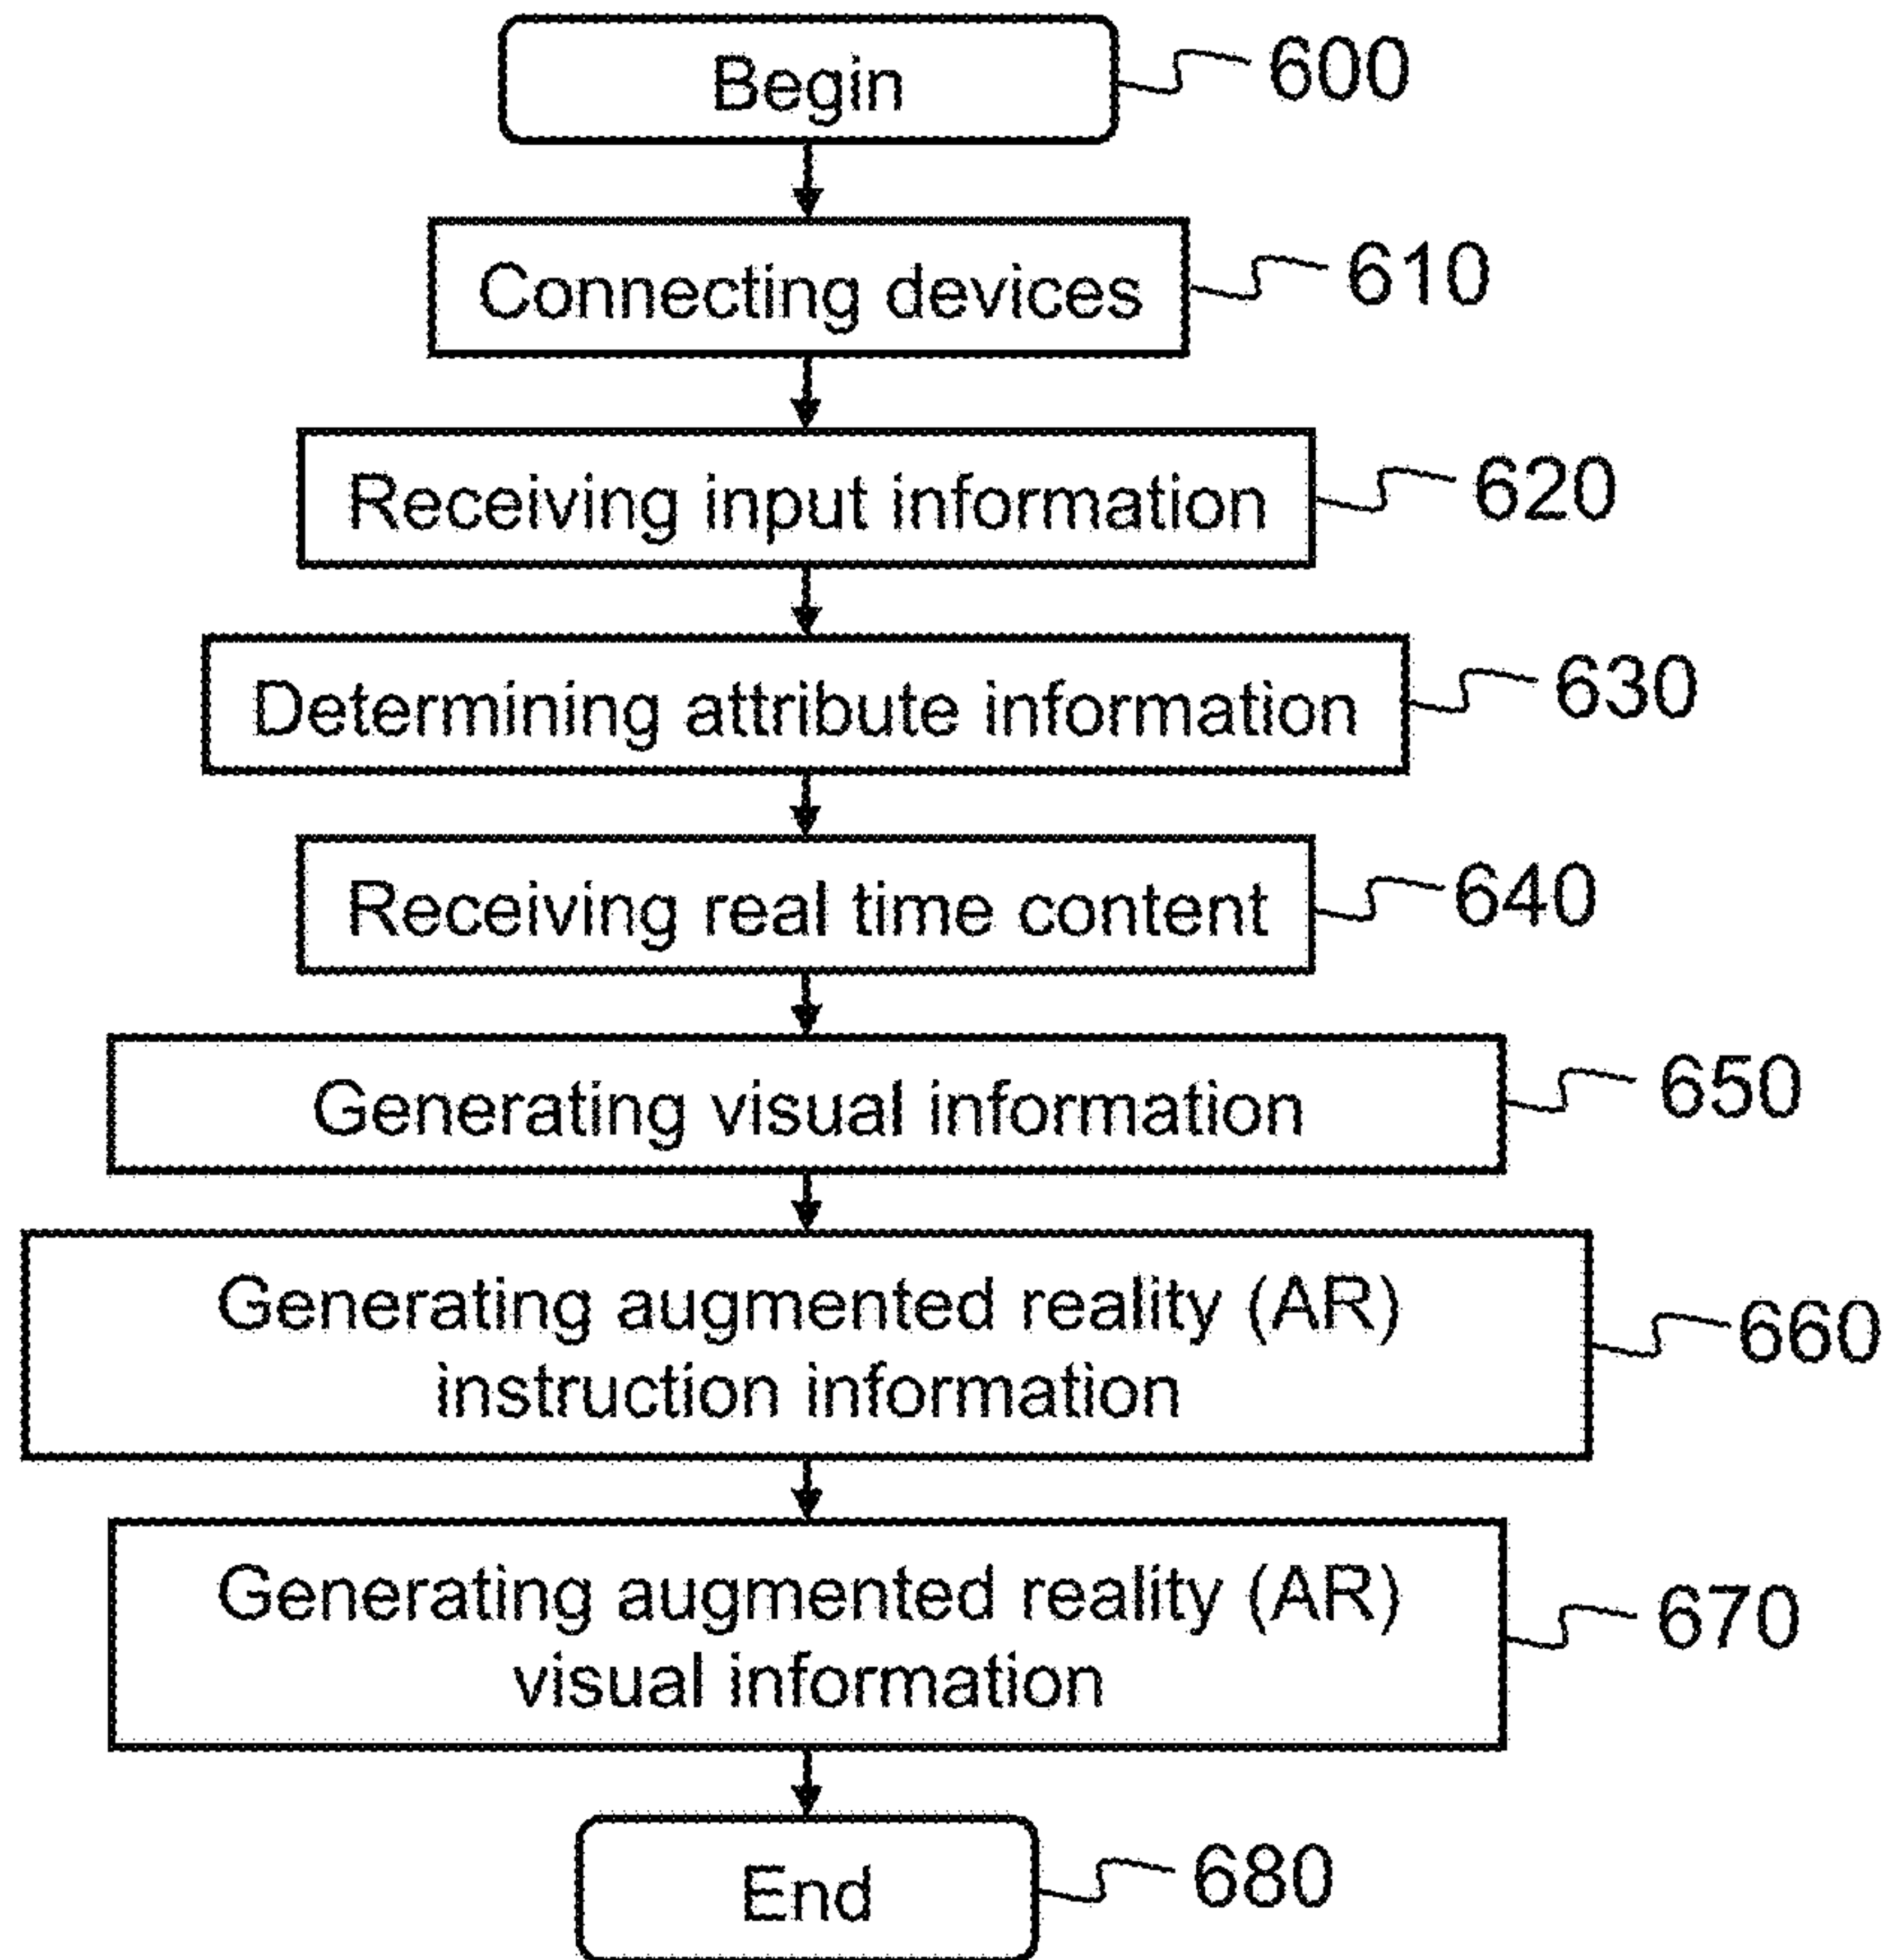 Begin 600
Connecting devices 610
Receiving input information 620
Determining attribute information 630
Receiving real time content 640
Generating visual information 650
Generating augmented reality (AR)
instruction information 660
Generating augmented reality (AR)
visual information 670
End 680